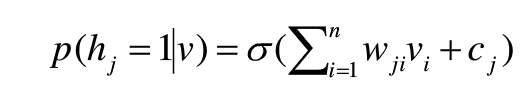 p(h_j = 1|v) = σ(∑_{i=1}^{n} w_{ji} v_i + c_j)